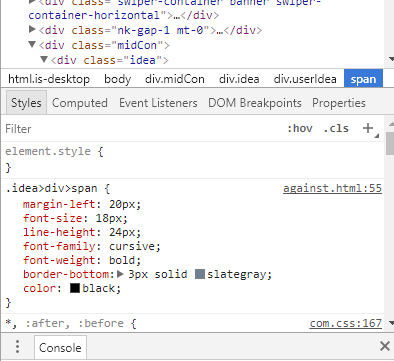 <div class="swiper-container banner swiper-
container-horizontal">…</div>
▶<div class="nk-gap-1 mt-0">…</div>
▼<div class="midCon">
▼<div class="idea">
html.is-desktop body div.midCon div.idea div.userIdea span
Styles Computed Event Listeners DOM Breakpoints Properties
Filter :hov .cls +
element.style {
}
.idea>div>span { against.html:55
margin-left: 20px;
font-size: 18px;
line-height: 24px;
font-family: cursive;
font-weight: bold;
border-bottom:▶ 3px solid slategray;
color: black;
}
*, :after, :before { com.css:167
⋮ Console ×